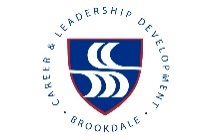 • CAREER & LEADERSHIP DEVELOPMENT •
BROOKDALE